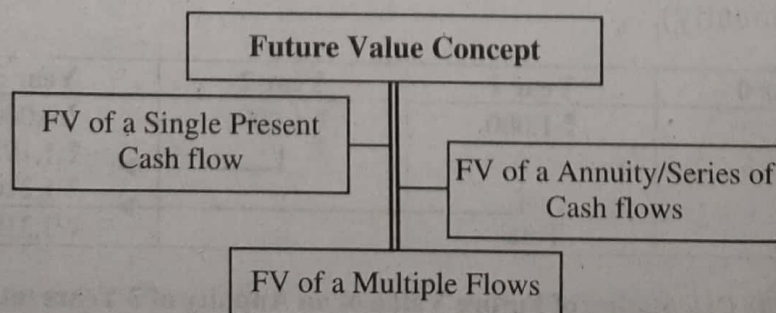 Future Value Concept
FV of a Single Present
Cash flow
FV of a Annuity/Series of
Cash flows
FV of a Multiple Flows